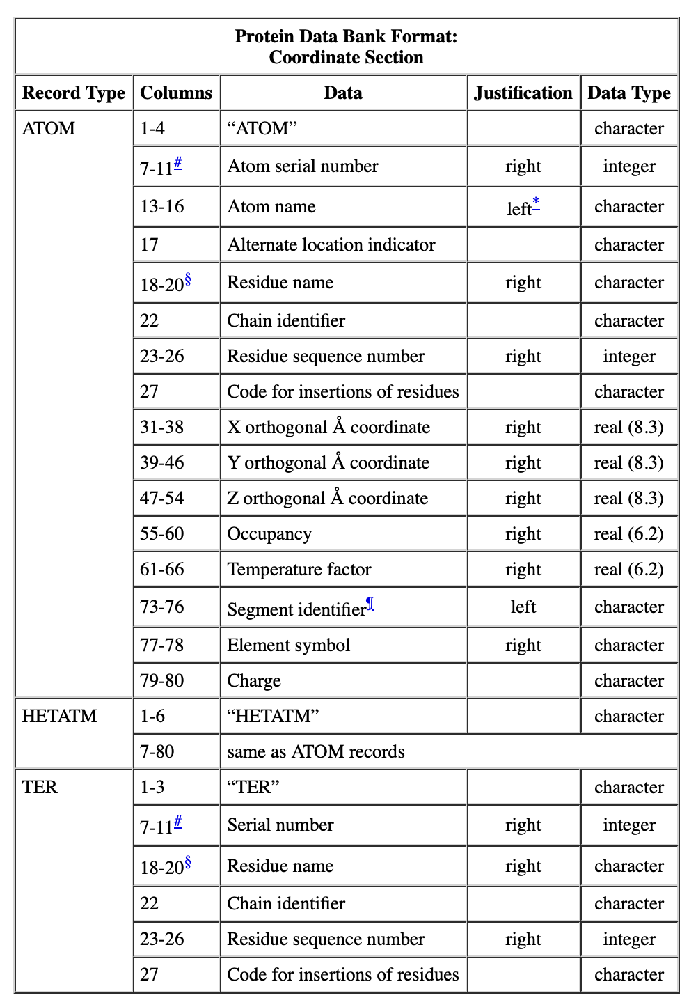 Protein Data Bank Format:
Coordinate Section
Record Type Columns Data Justification Data Type
ATOM 1-4 “ATOM” character
7-11# Atom serial number right integer
13-16 Atom name left* character
17 Alternate location indicator character
18-20§ Residue name right character
22 Chain identifier character
23-26 Residue sequence number right integer
27 Code for insertions of residues character
31-38 X orthogonal Å coordinate right real (8.3)
39-46 Y orthogonal Å coordinate right real (8.3)
47-54 Z orthogonal Å coordinate right real (8.3)
55-60 Occupancy right real (6.2)
61-66 Temperature factor right real (6.2)
73-76 Segment identifier¶ left character
77-78 Element symbol right character
79-80 Charge character
HETATM 1-6 “HETATM” character
7-80 same as ATOM records
TER 1-3 “TER” character
7-11# Serial number right integer
18-20§ Residue name right character
22 Chain identifier character
23-26 Residue sequence number right integer
27 Code for insertions of residues character